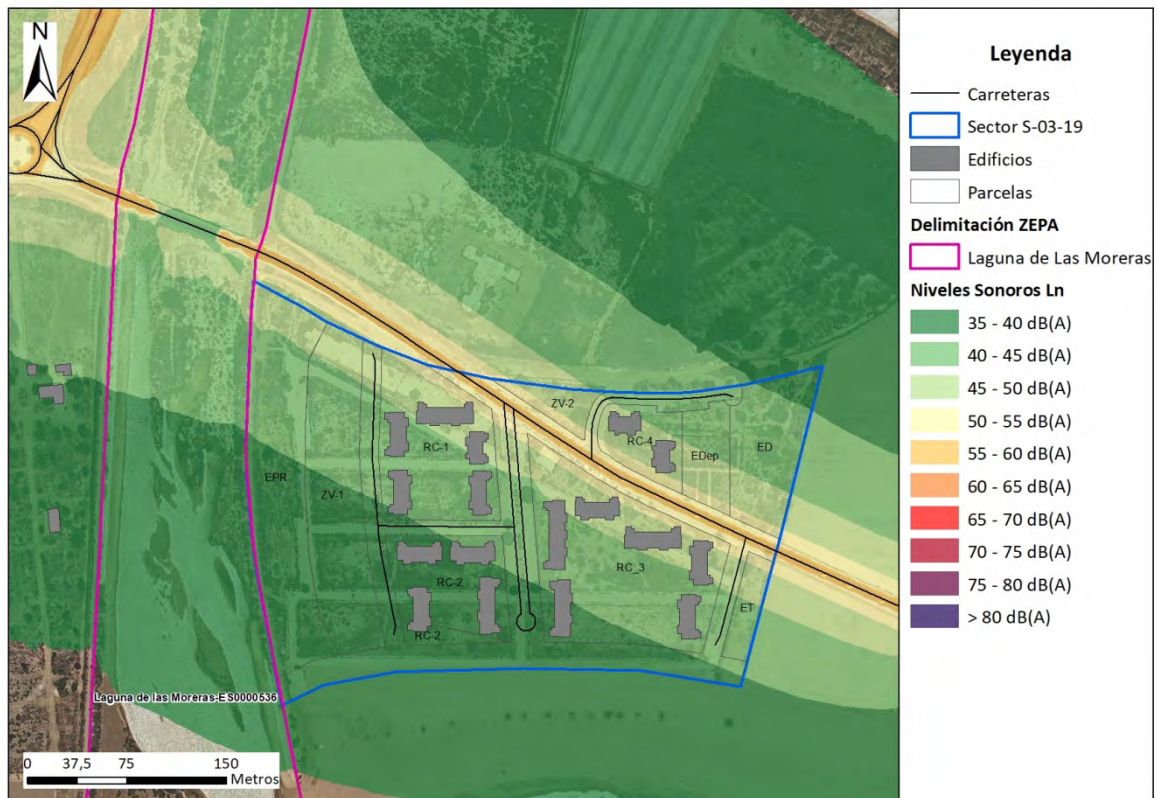 N
ZV-2
RC-4
RC-1
EDep
ED
EPR
ZV-1
RC-2
RC_3
ET
RC-2
Laguna de las Moreras-ES0000536
0 37,5 75 150
Metros
Leyenda
Carreteras
Sector S-03-19
Edificios
Parcelas
Delimitación ZEPA
Laguna de Las Moreras
Niveles Sonoros Ln
35 - 40 dB(A)
40 - 45 dB(A)
45 - 50 dB(A)
50 - 55 dB(A)
55 - 60 dB(A)
60 - 65 dB(A)
65 - 70 dB(A)
70 - 75 dB(A)
75 - 80 dB(A)
> 80 dB(A)